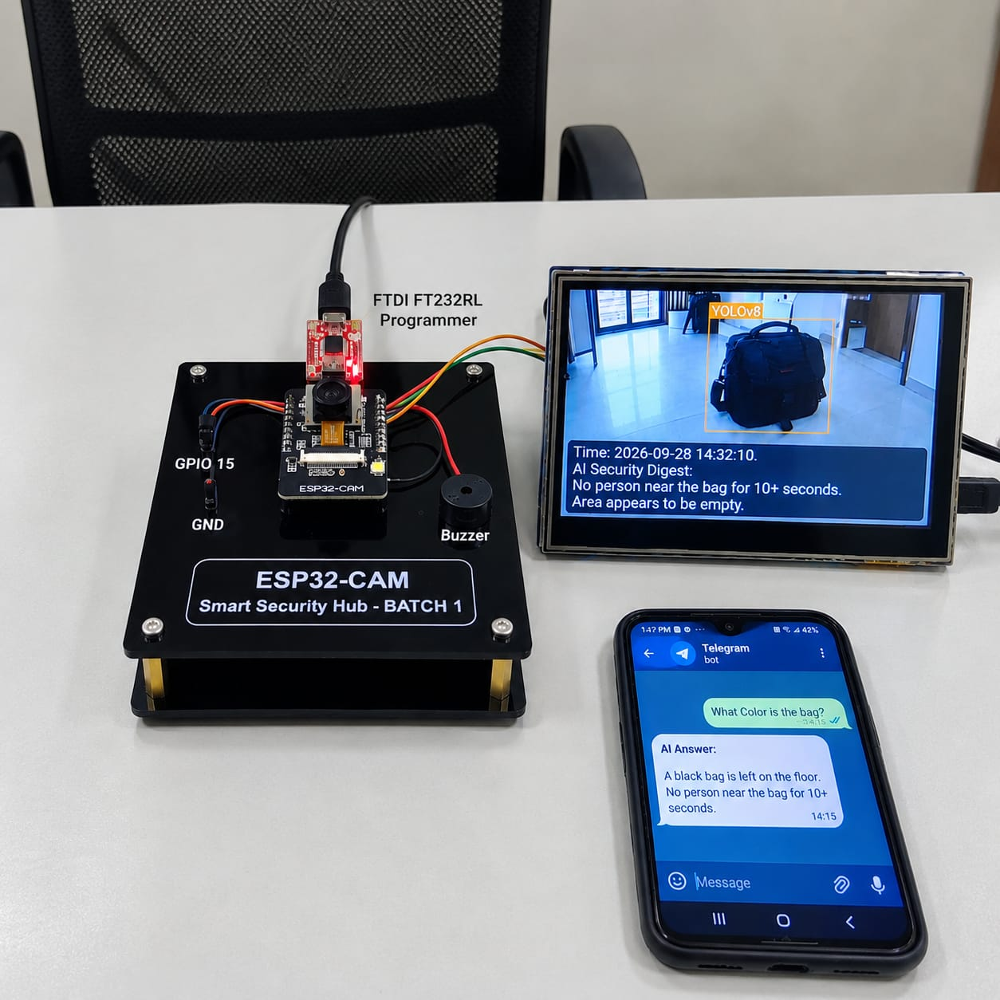 FTDI FT232RL
Programmer
GPIO 15
GND
ESP32-CAM
Buzzer
ESP32-CAM
Smart Security Hub - BATCH 1
YOLOv8
Time: 2026-09-28 14:32:10.
AI Security Digest:
No person near the bag for 10+ seconds.
Area appears to be empty.
1:47 PM
42%
Telegram
bot
What Color is the bag?
AI Answer:
A black bag is left on the floor.
No person near the bag for 10+
seconds.
14:15
Message